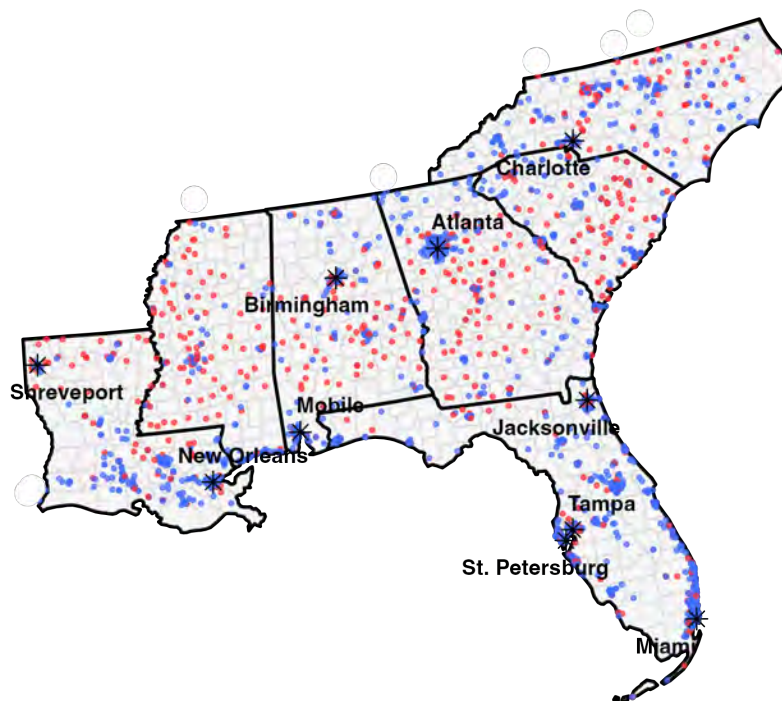 Charlotte
Atlanta
Birmingham
Shreveport
Mobile
Jacksonville
New Orleans
Tampa
St. Petersburg
Miami